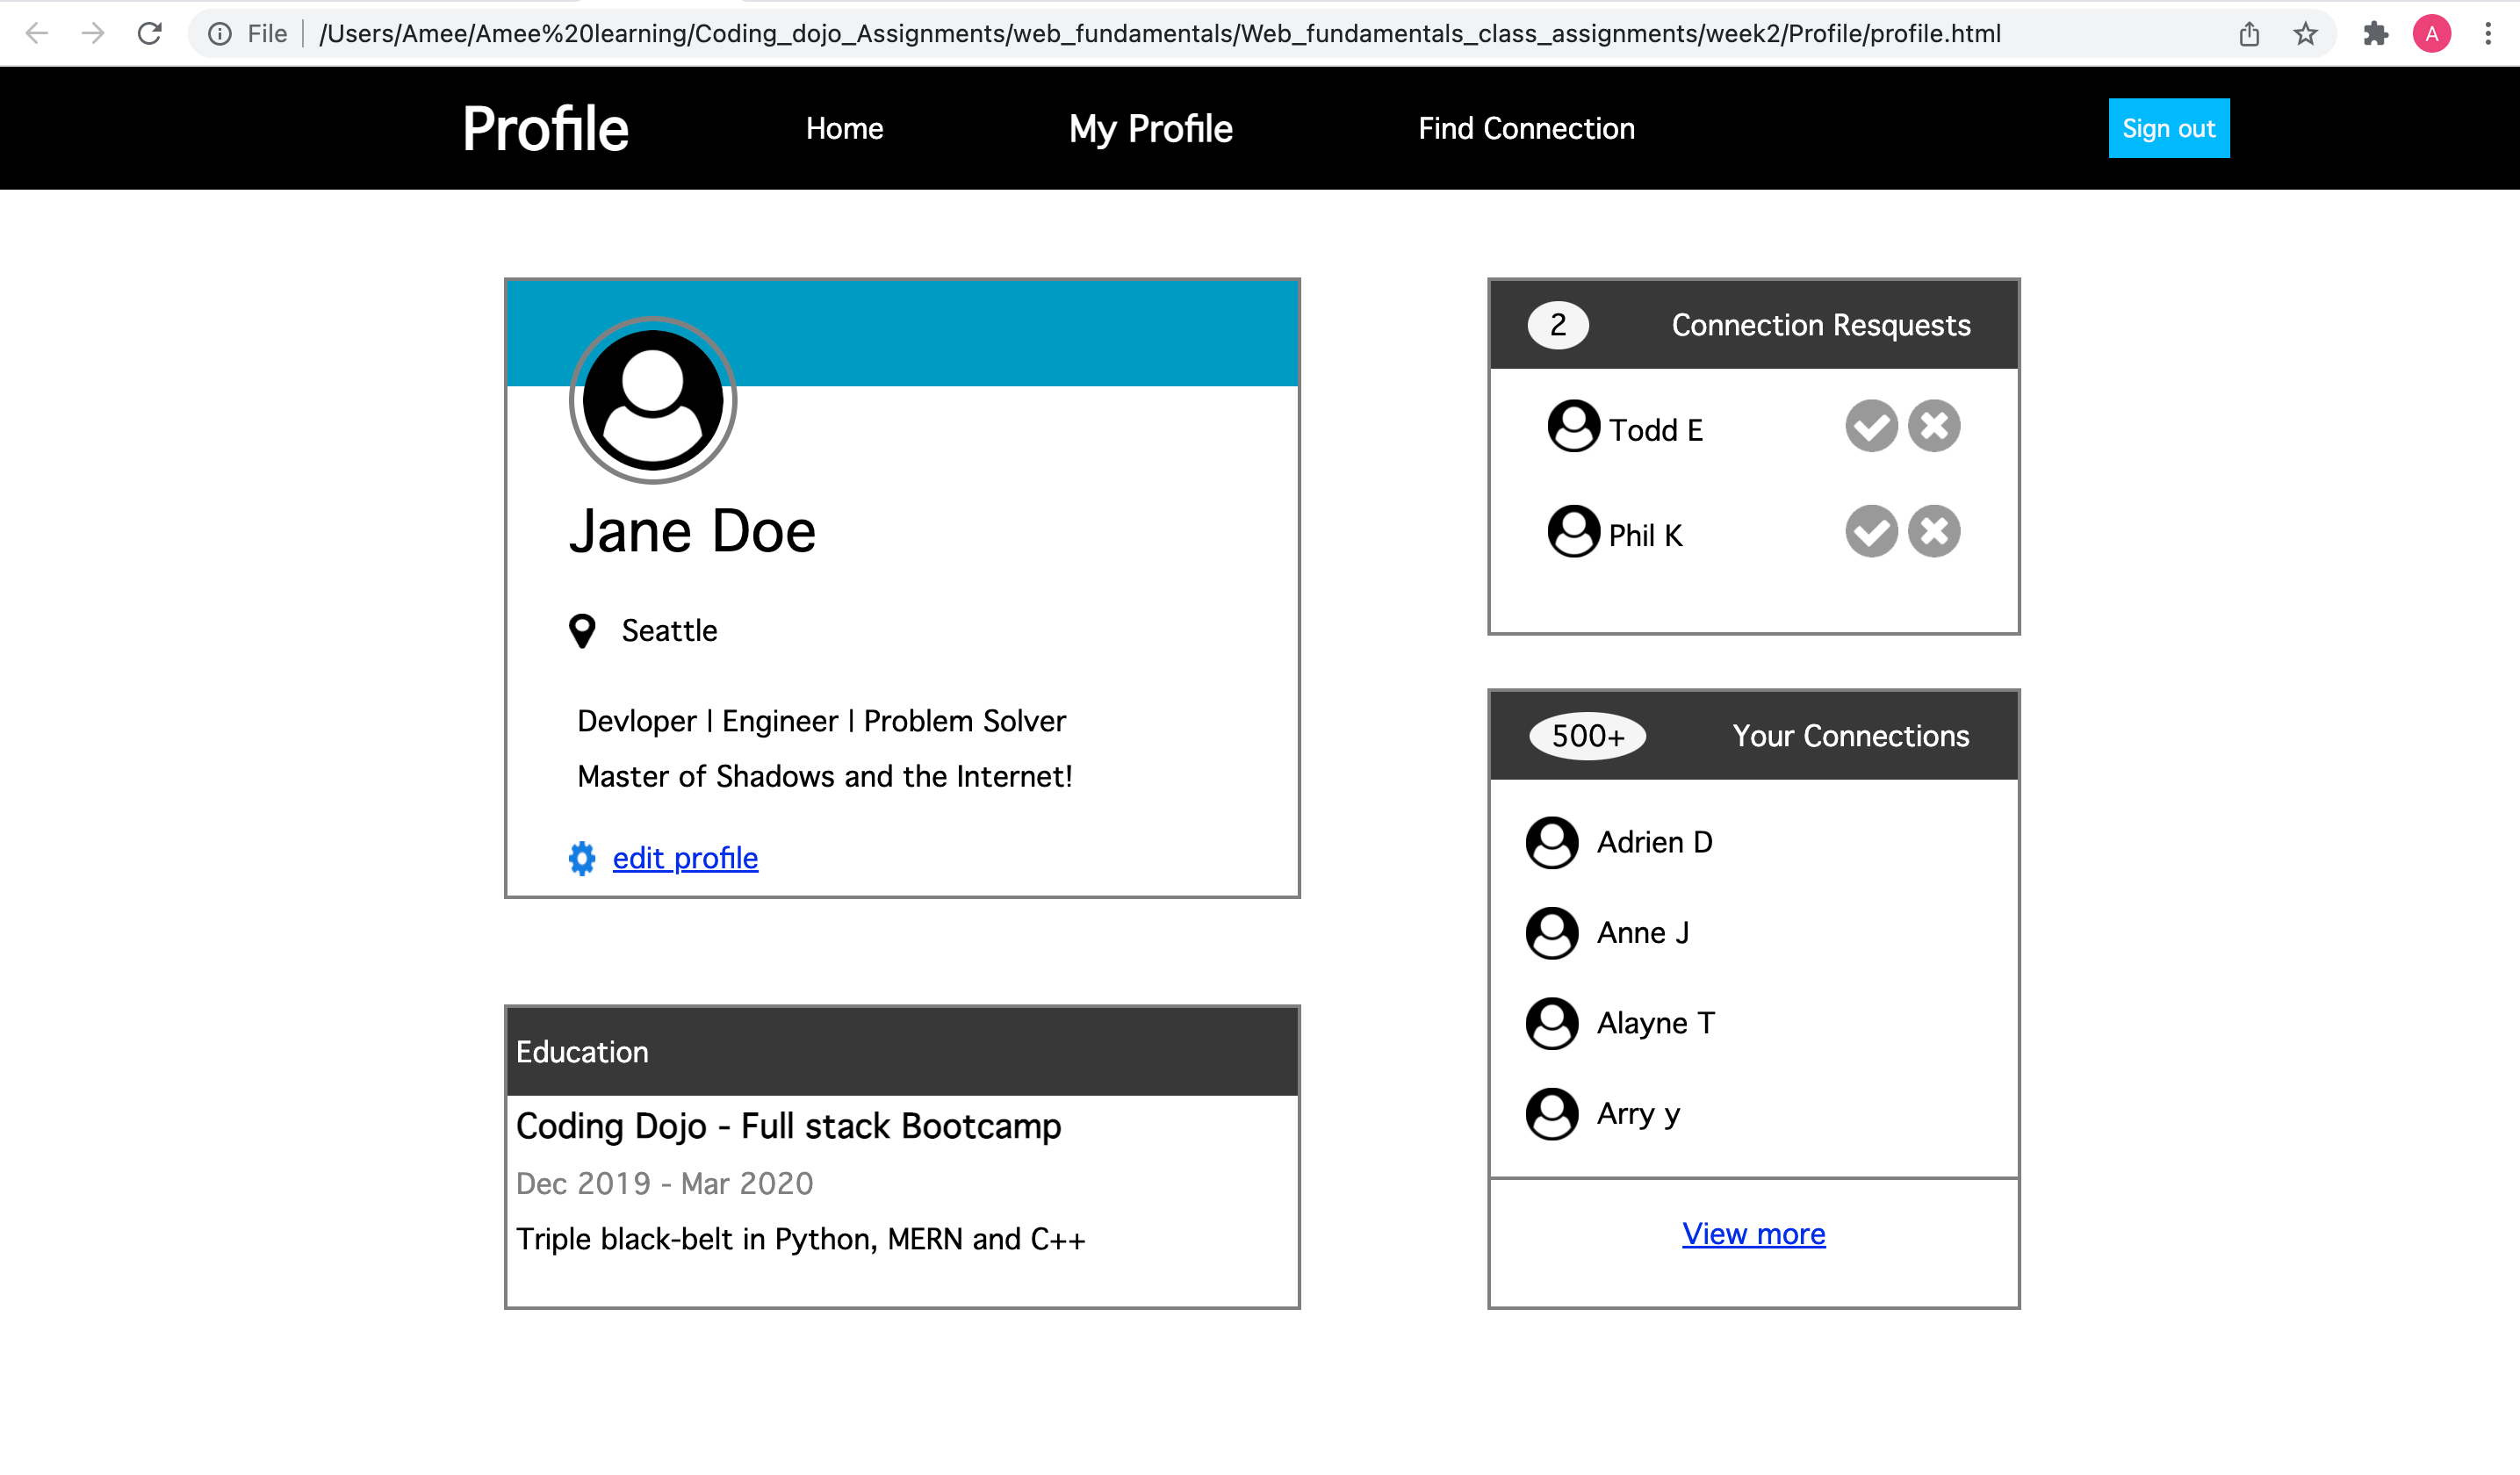 File /Users/Amee/Amee%20learning/Coding_dojo_Assignments/web_fundamentals/Web_fundamentals_class_assignments/week2/Profile/profile.html A
Profile Home My Profile Find Connection Sign out
Jane Doe
Seattle
Devloper | Engineer | Problem Solver
Master of Shadows and the Internet!
edit profile
Education
Coding Dojo - Full stack Bootcamp
Dec 2019 - Mar 2020
Triple black-belt in Python, MERN and C++
2 Connection Resquests
Todd E
Phil K
500+ Your Connections
Adrien D
Anne J
Alayne T
Arry y
View more